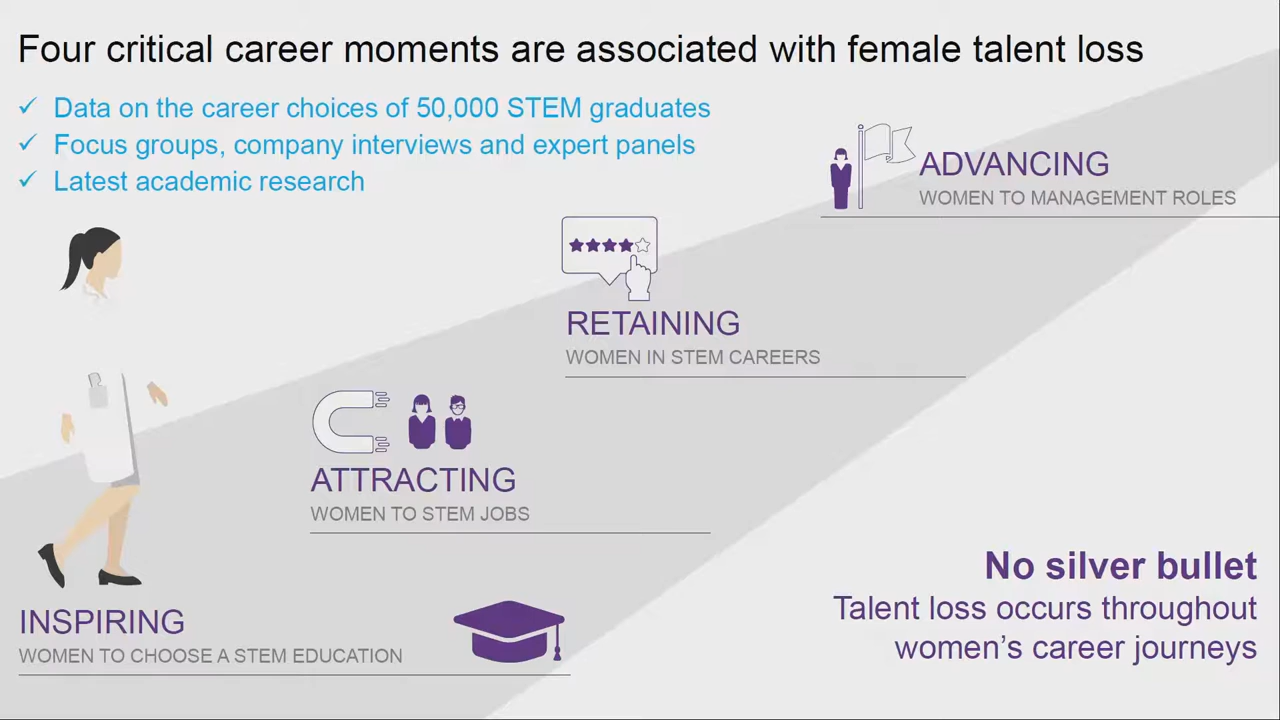 Four critical career moments are associated with female talent loss
✓ Data on the career choices of 50,000 STEM graduates
✓ Focus groups, company interviews and expert panels
✓ Latest academic research
ADVANCING
WOMEN TO MANAGEMENT ROLES
RETAINING
WOMEN IN STEM CAREERS
ATTRACTING
WOMEN TO STEM JOBS
INSPIRING
WOMEN TO CHOOSE A STEM EDUCATION
No silver bullet
Talent loss occurs throughout
women’s career journeys